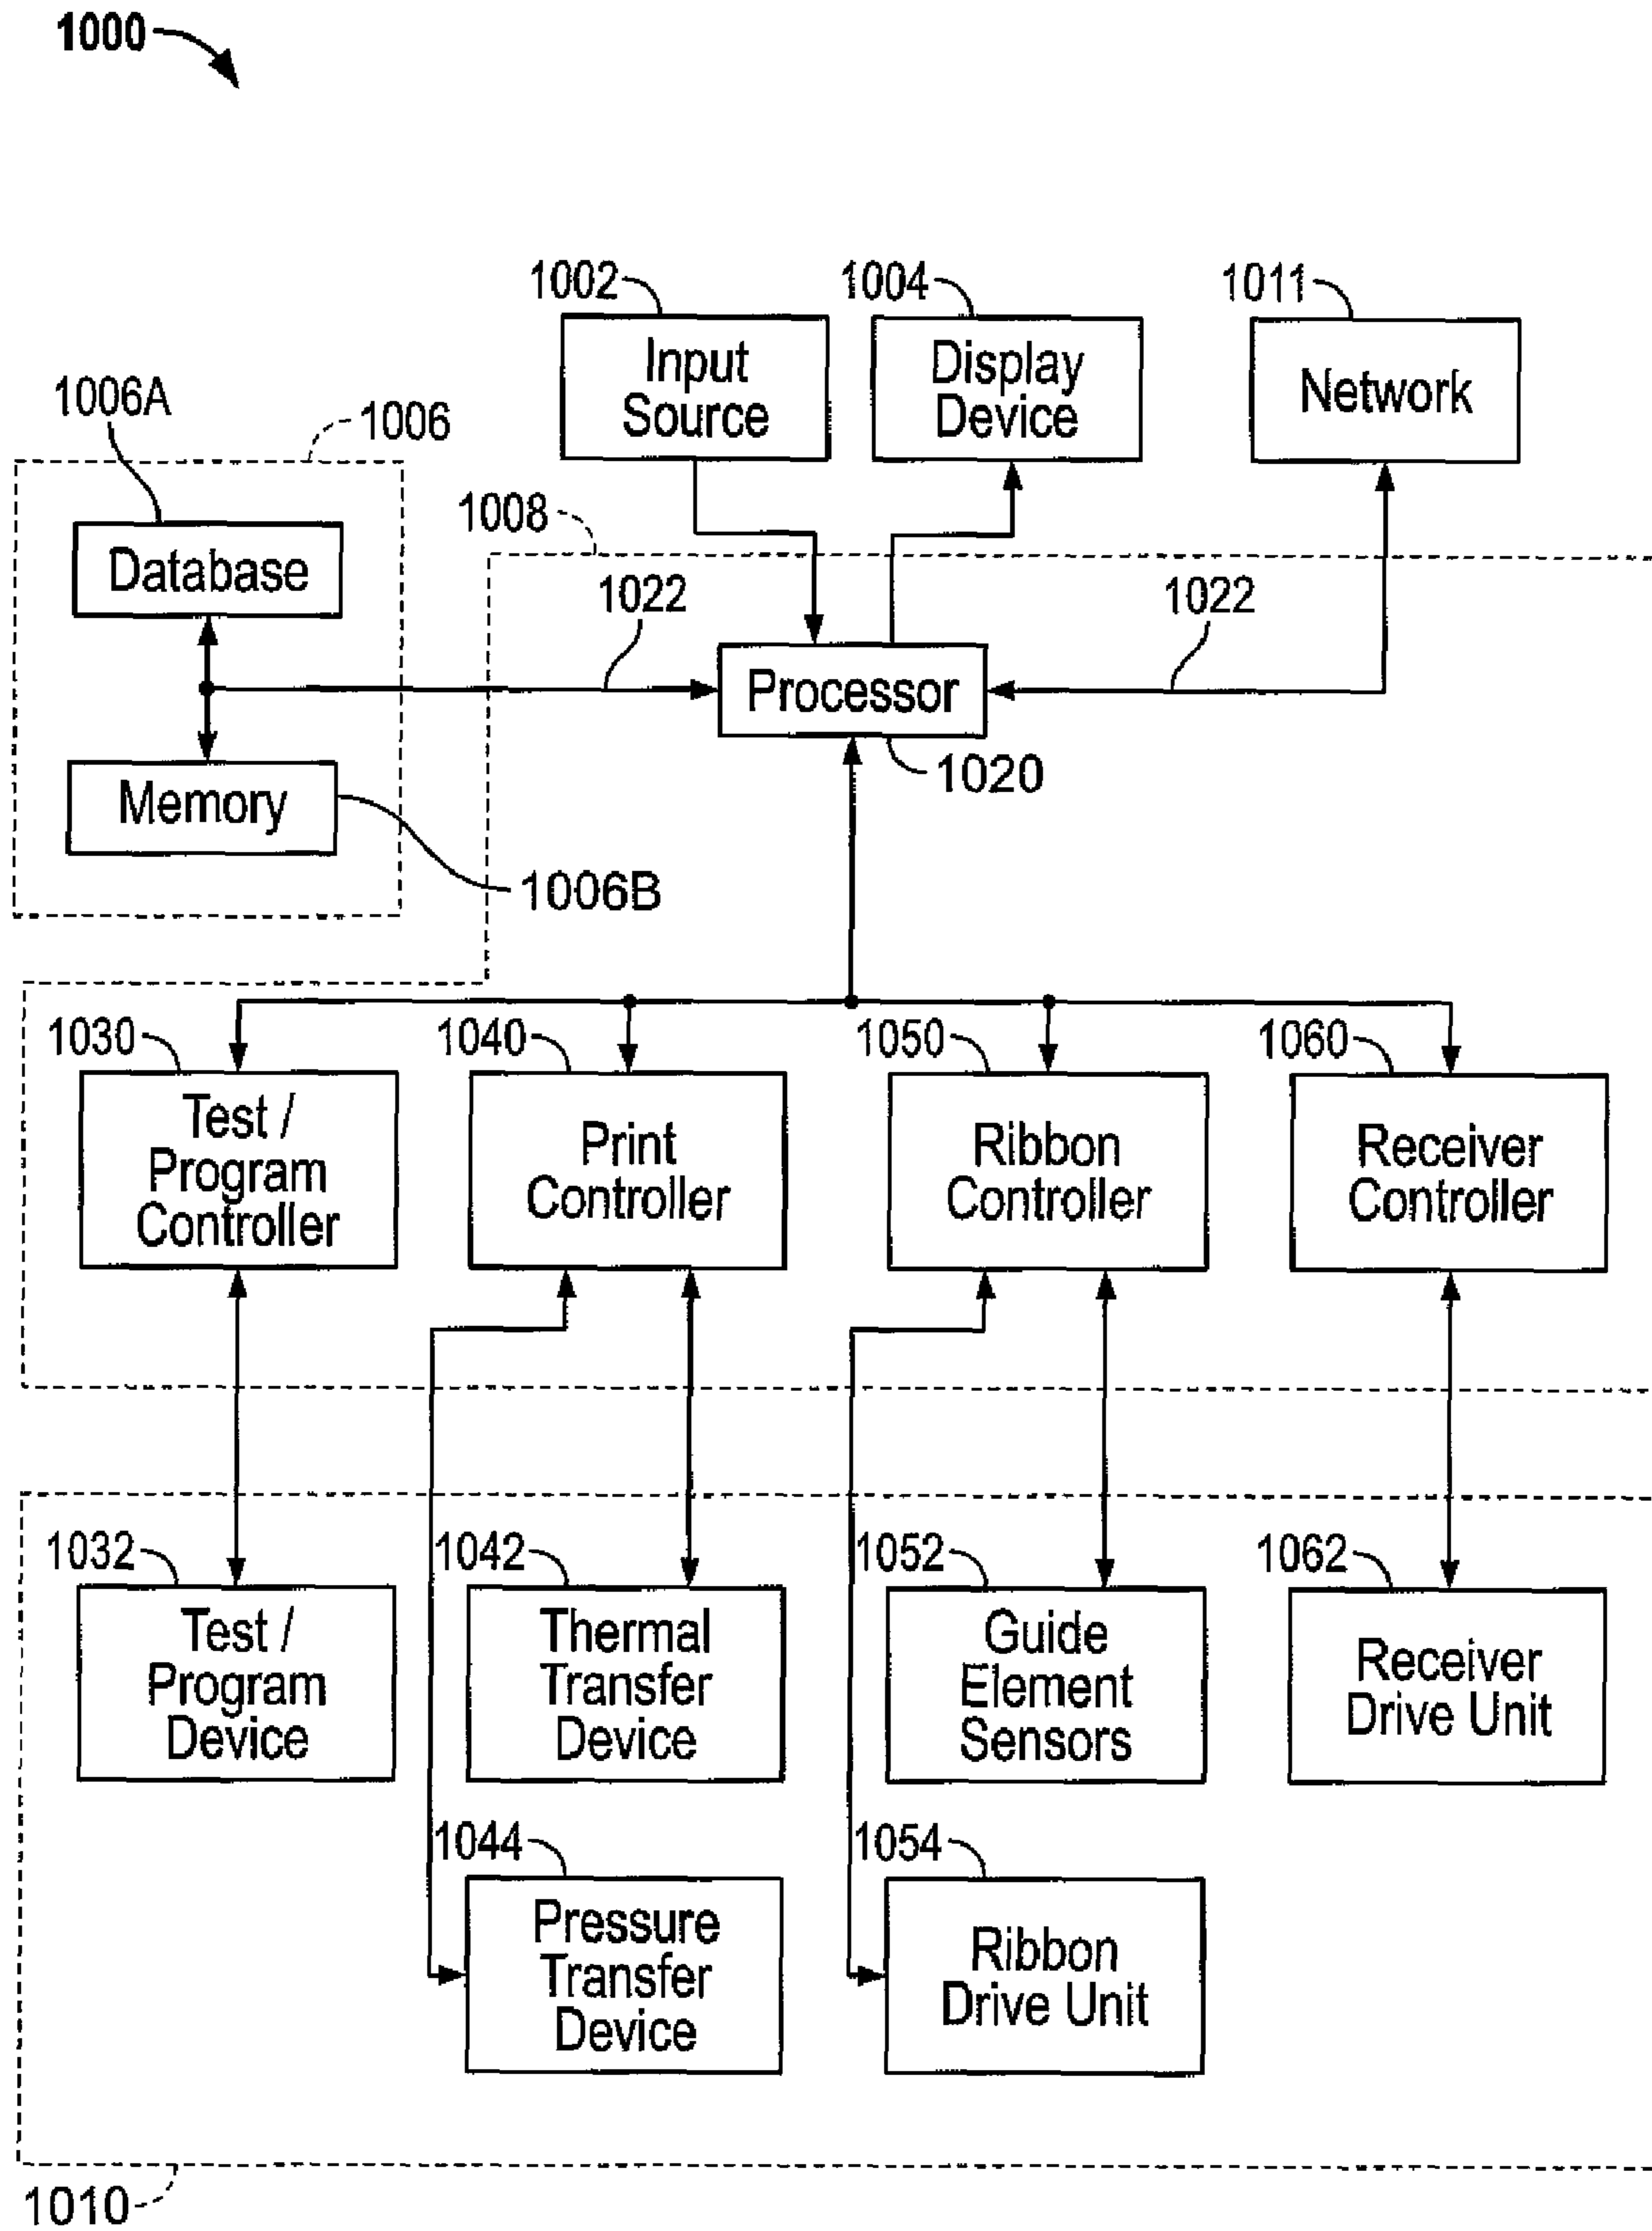 1000
1002
1004
1011
Input
Source
Display
Device
Network
1006A
1006
1008
Database
1022
1022
Processor
1020
Memory
1006B
1030
1040
1050
1060
Test /
Program
Controller
Print
Controller
Ribbon
Controller
Receiver
Controller
1032
1042
1052
1062
Test /
Program
Device
Thermal
Transfer
Device
Guide
Element
Sensors
Receiver
Drive Unit
1044
1054
Pressure
Transfer
Device
Ribbon
Drive Unit
1010